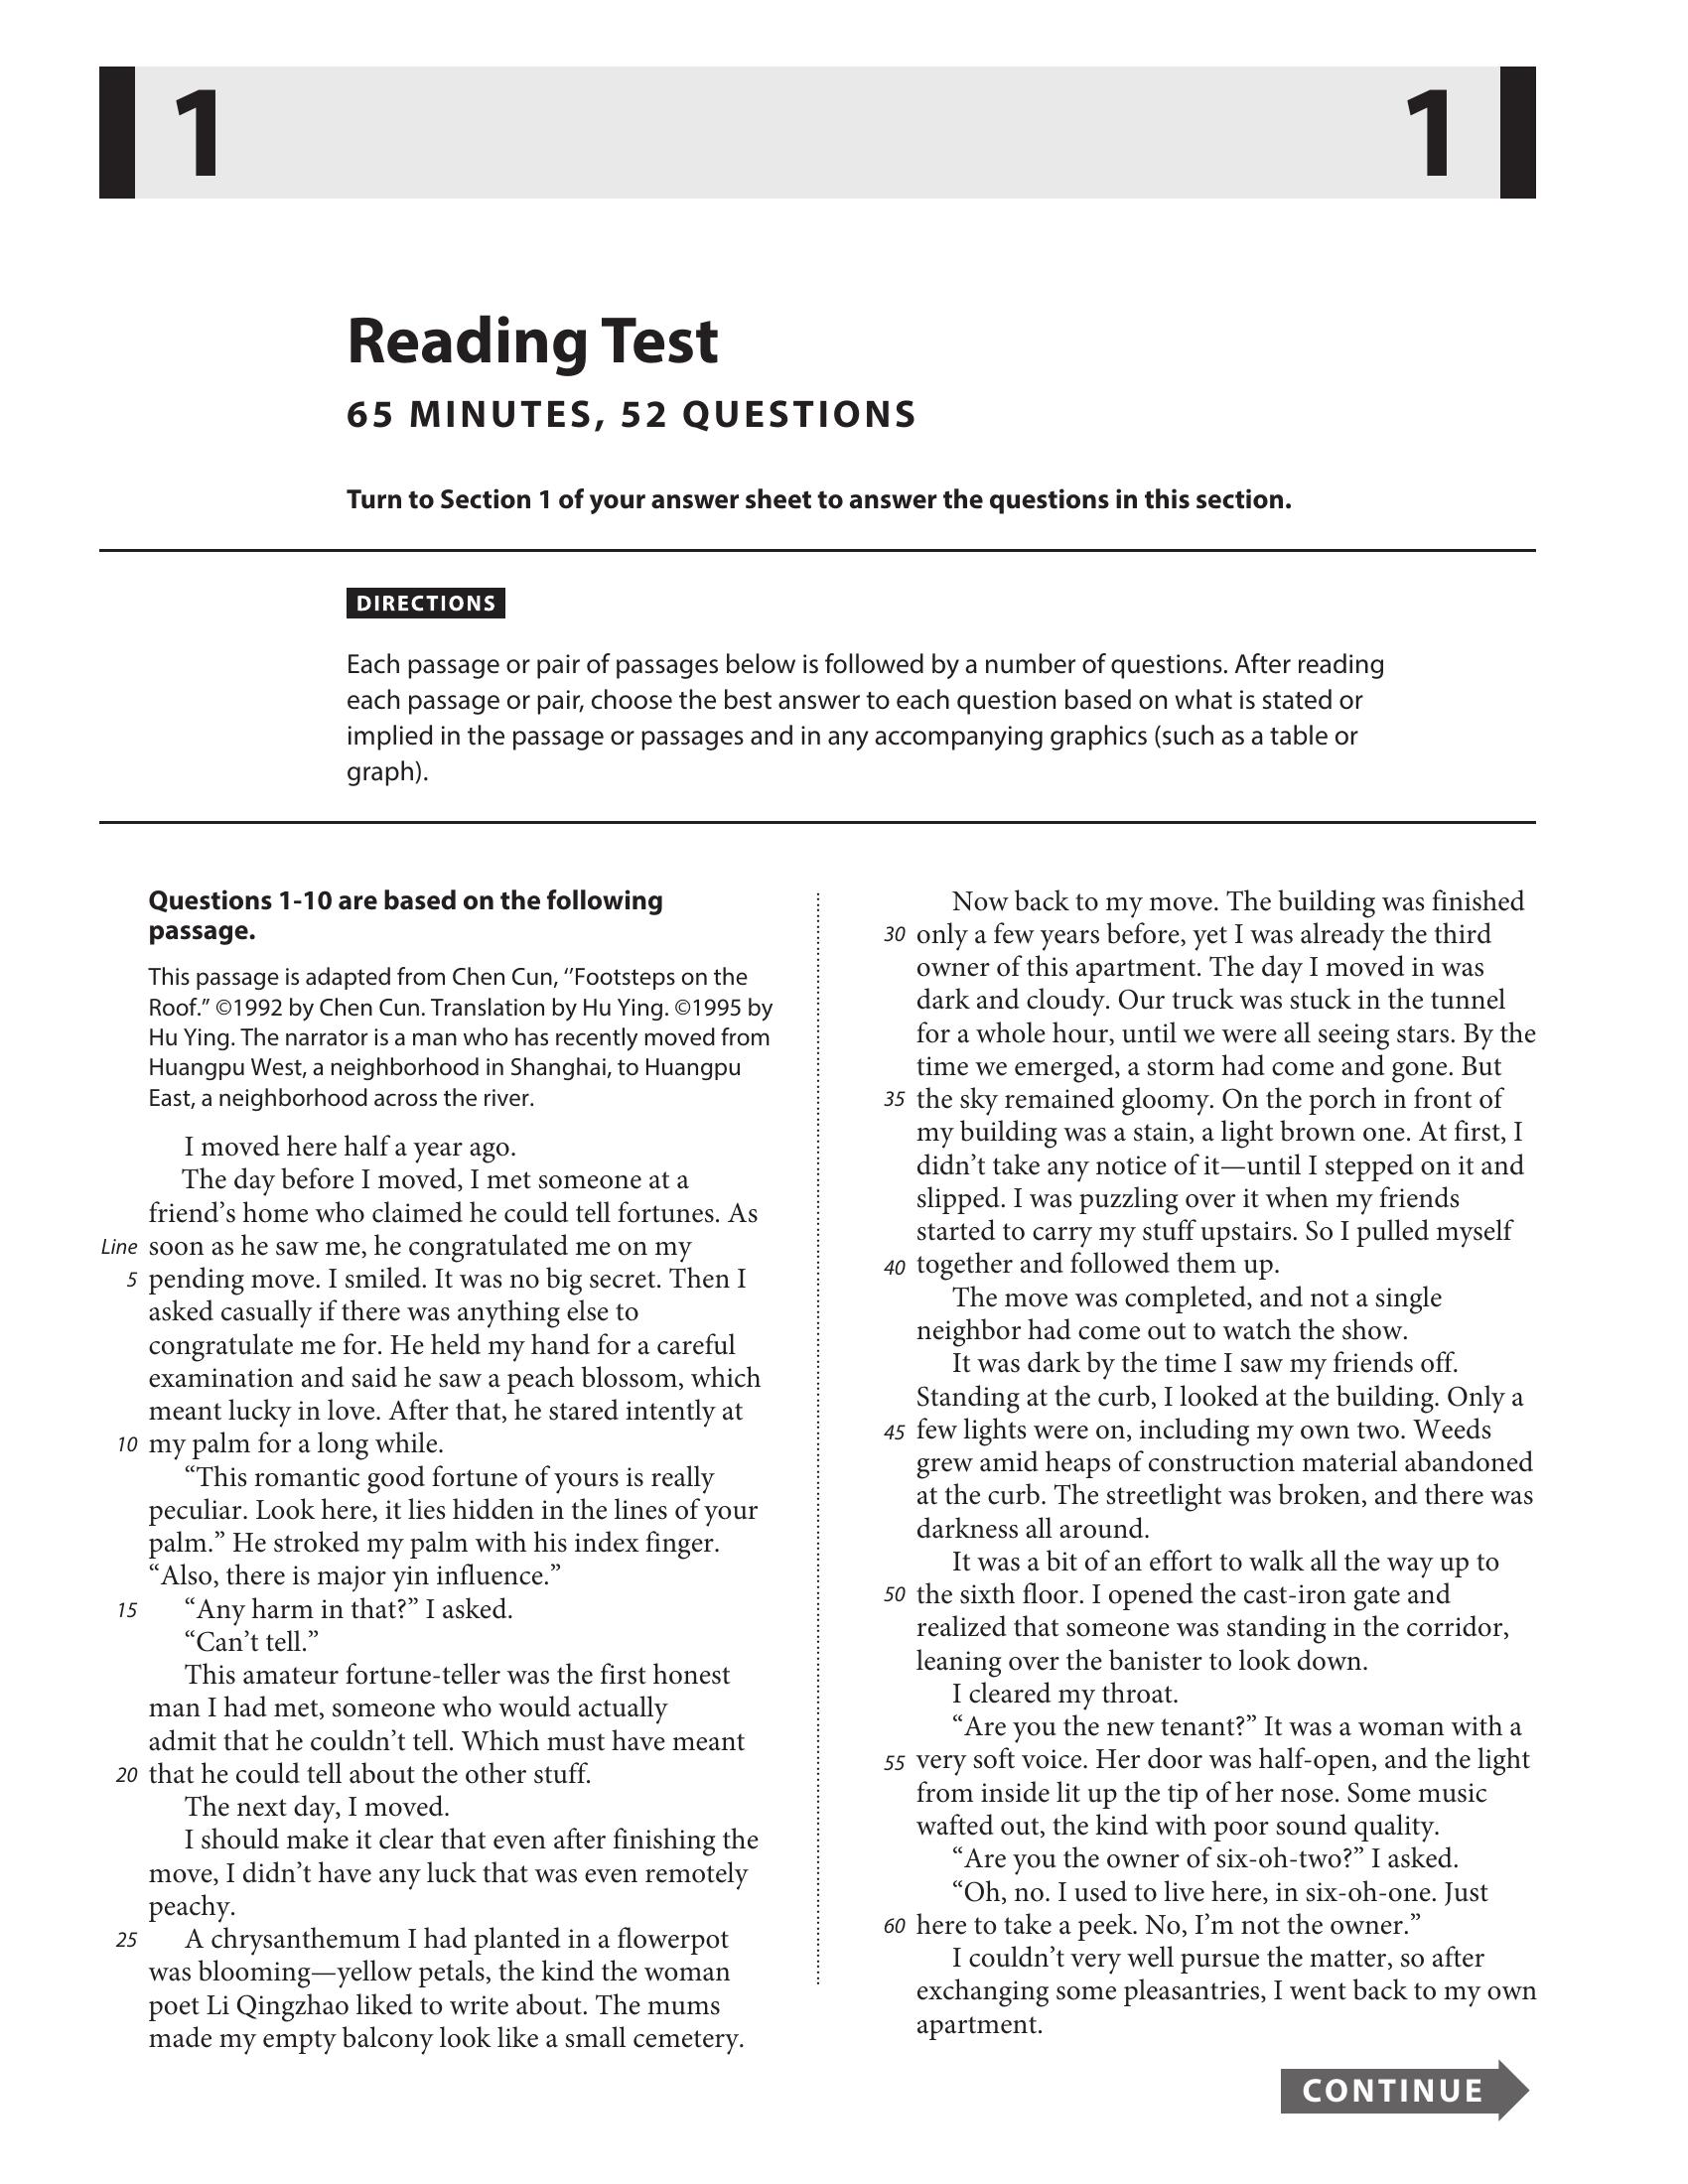 1
1
Reading Test
65 MINUTES, 52 QUESTIONS
Turn to Section 1 of your answer sheet to answer the questions in this section.
DIRECTIONS
Each passage or pair of passages below is followed by a number of questions. After reading
each passage or pair, choose the best answer to each question based on what is stated or
implied in the passage or passages and in any accompanying graphics (such as a table or
graph).
Questions 1-10 are based on the following
passage.
This passage is adapted from Chen Cun, ‘‘Footsteps on the
Roof.” ©1992 by Chen Cun. Translation by Hu Ying. ©1995 by
Hu Ying. The narrator is a man who has recently moved from
Huangpu West, a neighborhood in Shanghai, to Huangpu
East, a neighborhood across the river.
I moved here half a year ago.
The day before I moved, I met someone at a
friend’s home who claimed he could tell fortunes. As
Line soon as he saw me, he congratulated me on my
5 pending move. I smiled. It was no big secret. Then I
asked casually if there was anything else to
congratulate me for. He held my hand for a careful
examination and said he saw a peach blossom, which
meant lucky in love. After that, he stared intently at
10 my palm for a long while.
“This romantic good fortune of yours is really
peculiar. Look here, it lies hidden in the lines of your
palm.” He stroked my palm with his index finger.
“Also, there is major yin influence.”
15 “Any harm in that?” I asked.
“Can’t tell.”
This amateur fortune-teller was the first honest
man I had met, someone who would actually
admit that he couldn’t tell. Which must have meant
20 that he could tell about the other stuff.
The next day, I moved.
I should make it clear that even after finishing the
move, I didn’t have any luck that was even remotely
peachy.
25 A chrysanthemum I had planted in a flowerpot
was blooming—yellow petals, the kind the woman
poet Li Qingzhao liked to write about. The mums
made my empty balcony look like a small cemetery.
Now back to my move. The building was finished
30 only a few years before, yet I was already the third
owner of this apartment. The day I moved in was
dark and cloudy. Our truck was stuck in the tunnel
for a whole hour, until we were all seeing stars. By the
time we emerged, a storm had come and gone. But
35 the sky remained gloomy. On the porch in front of
my building was a stain, a light brown one. At first, I
didn’t take any notice of it—until I stepped on it and
slipped. I was puzzling over it when my friends
started to carry my stuff upstairs. So I pulled myself
40 together and followed them up.
The move was completed, and not a single
neighbor had come out to watch the show.
It was dark by the time I saw my friends off.
Standing at the curb, I looked at the building. Only a
45 few lights were on, including my own two. Weeds
grew amid heaps of construction material abandoned
at the curb. The streetlight was broken, and there was
darkness all around.
It was a bit of an effort to walk all the way up to
50 the sixth floor. I opened the cast-iron gate and
realized that someone was standing in the corridor,
leaning over the banister to look down.
I cleared my throat.
“Are you the new tenant?” It was a woman with a
55 very soft voice. Her door was half-open, and the light
from inside lit up the tip of her nose. Some music
wafted out, the kind with poor sound quality.
“Are you the owner of six-oh-two?” I asked.
“Oh, no. I used to live here, in six-oh-one. Just
60 here to take a peek. No, I’m not the owner.”
I couldn’t very well pursue the matter, so after
exchanging some pleasantries, I went back to my own
apartment.
CONTINUE